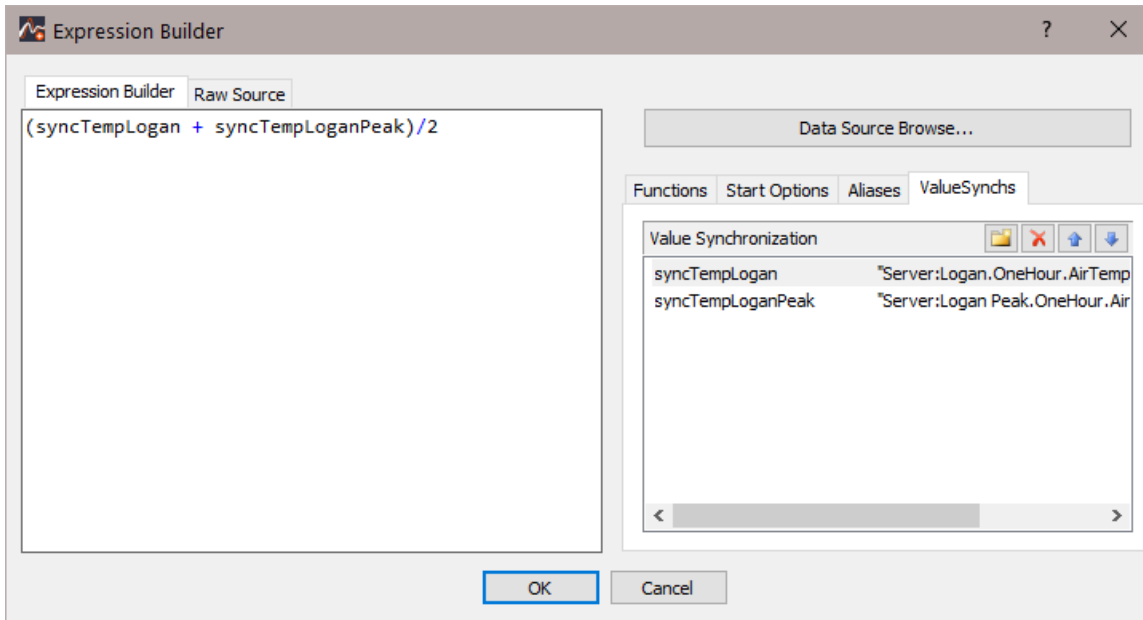 Expression Builder ?
Expression Builder Raw Source
(syncTempLogan + syncTempLoganPeak)/2
Data Source Browse...
Functions Start Options Aliases ValueSynchs
Value Synchronization
syncTempLogan "Server:Logan.OneHour.AirTemp
syncTempLoganPeak "Server:Logan Peak.OneHour.Air
OK Cancel